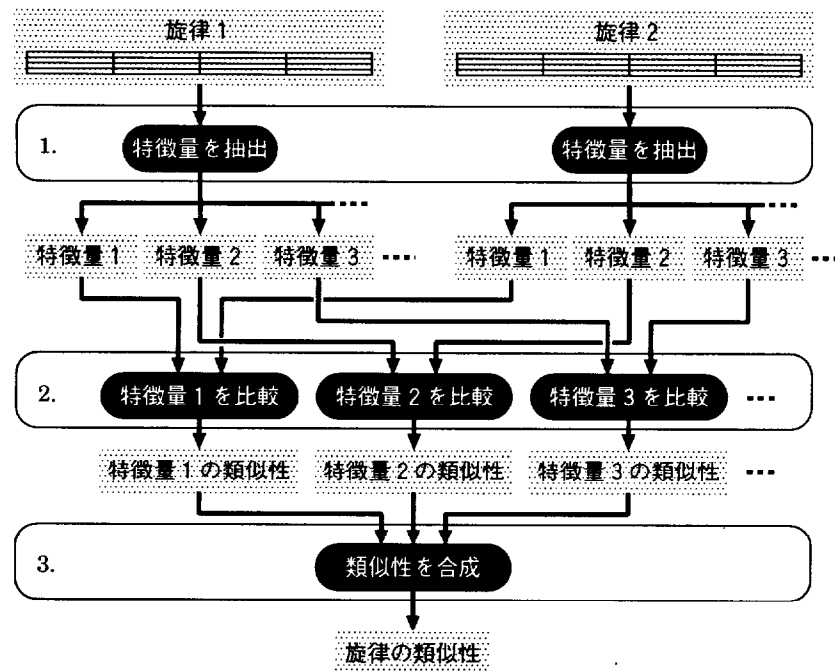 旋律1 旋律2
1. 特徴量を抽出 特徴量を抽出
特徴量1 特徴量2 特徴量3 特徴量1 特徴量2 特徴量3
2. 特徴量1を比較 特徴量2を比較 特徴量3を比較
特徴量1の類似性 特徴量2の類似性 特徴量3の類似性
3. 類似性を合成
旋律の類似性